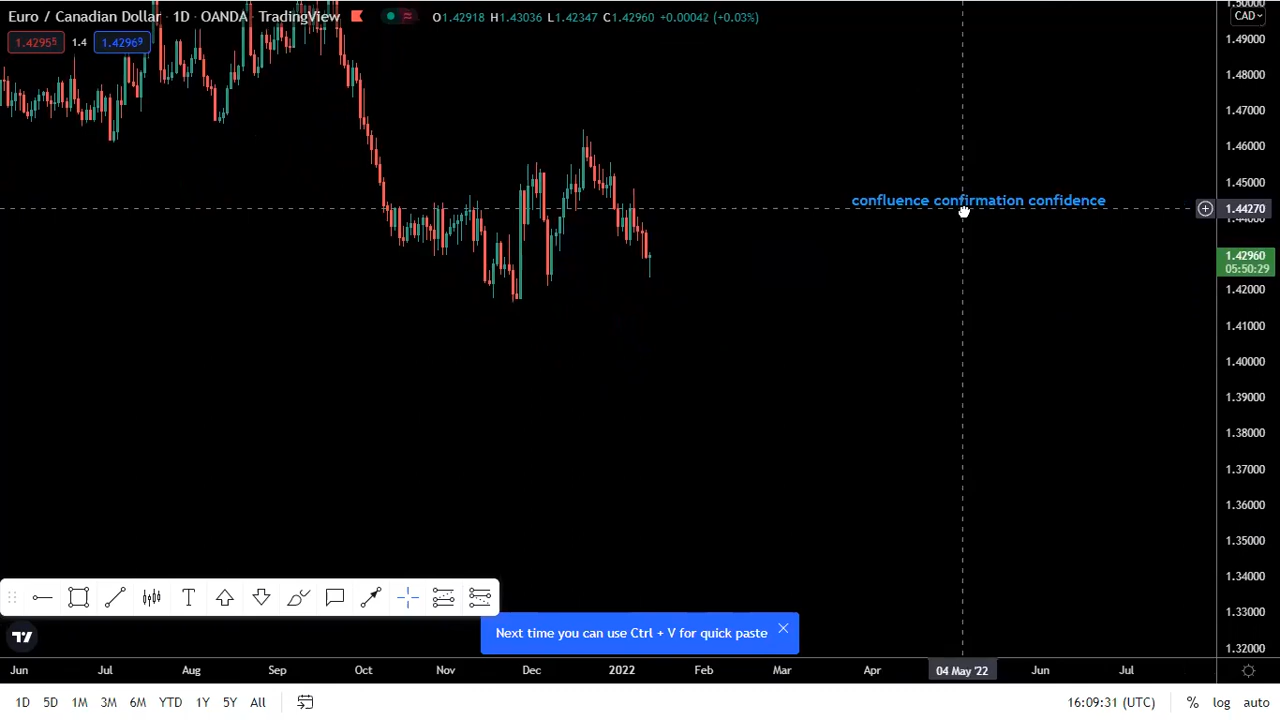 Euro / Canadian Dollar · 1D · OANDA · TradingView O1.42918 H1.43036 L1.42347 C1.42960 +0.00042 (+0.03%)
CAD
1.42955 1.4 1.42969
1.49000
1.48000
1.47000
1.46000
1.45000
confluence confirmation confidence
1.44270
1.42960
05:50:29
1.42000
1.41000
1.40000
1.39000
1.38000
1.37000
1.36000
1.35000
1.34000
1.33000
1.32000
T
Next time you can use Ctrl + V for quick paste
Jun Jul Aug Sep Oct Nov Dec 2022 Feb Mar Apr 04 May '22 Jun Jul
1D 5D 1M 3M 6M YTD 1Y 5Y All 16:09:31 (UTC) % log auto